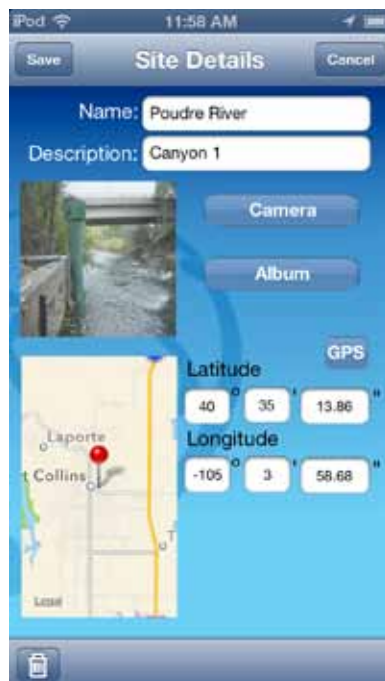 iPod 11:58 AM
Save Site Details Cancel
Name: Poudre River
Description: Canyon 1
Camera
Album
GPS
Latitude
40 ° 35 ' 13.86 "
Longitude
-105 ° 3 ' 58.68 "
Laporte
t Collins
T
Legal